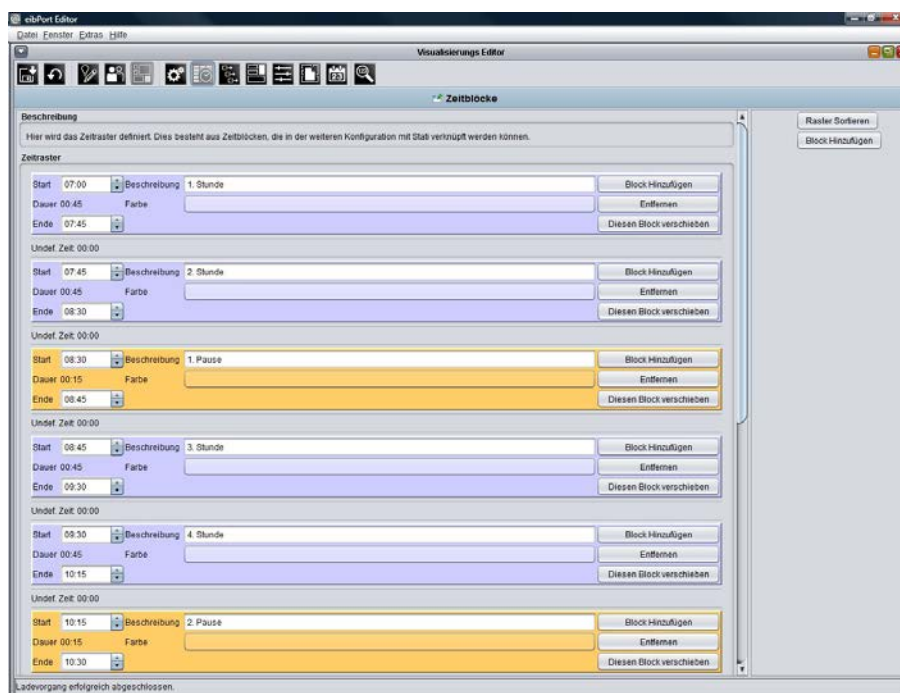 eibPort Editor
Datei Fenster Extras Hilfe
Visualisierungs Editor
Zeitblöcke
Beschreibung
Hier wird das Zeitraster definiert. Dies besteht aus Zeitblöcken, die in der weiteren Konfiguration mit Stati verknüpft werden können.
Raster Sortieren
Block Hinzufügen
Zeitraster
Start 07:00 Beschreibung 1. Stunde Block Hinzufügen
Dauer 00:45 Farbe Entfernen
Ende 07:45 Diesen Block verschieben
Undef. Zeit: 00:00
Start 07:45 Beschreibung 2. Stunde Block Hinzufügen
Dauer 00:45 Farbe Entfernen
Ende 08:30 Diesen Block verschieben
Undef. Zeit: 00:00
Start 08:30 Beschreibung 1. Pause Block Hinzufügen
Dauer 00:15 Farbe Entfernen
Ende 08:45 Diesen Block verschieben
Undef. Zeit: 00:00
Start 08:45 Beschreibung 3. Stunde Block Hinzufügen
Dauer 00:45 Farbe Entfernen
Ende 09:30 Diesen Block verschieben
Undef. Zeit: 00:00
Start 09:30 Beschreibung 4. Stunde Block Hinzufügen
Dauer 00:45 Farbe Entfernen
Ende 10:15 Diesen Block verschieben
Undef. Zeit: 00:00
Start 10:15 Beschreibung 2. Pause Block Hinzufügen
Dauer 00:15 Farbe Entfernen
Ende 10:30 Diesen Block verschieben
Ladevorgang erfolgreich abgeschlossen.